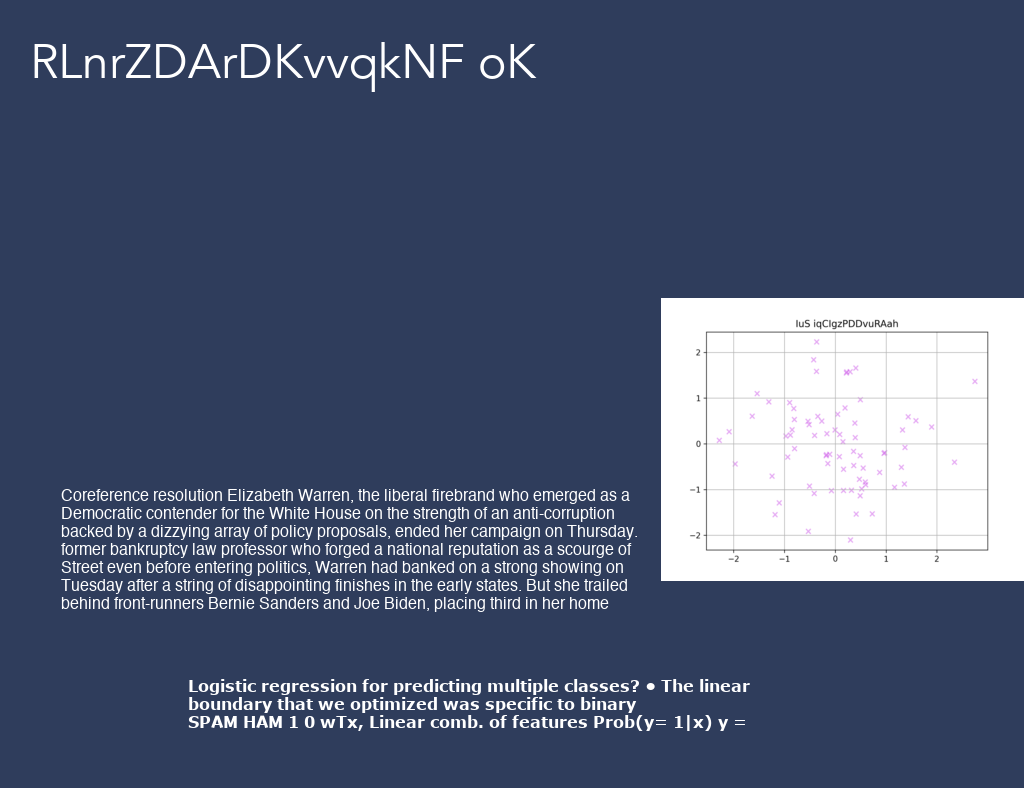 RLnrZDArDKvvqkNF oK
IuS iqCIgzPDDvuRAah
2
1
0
−1
−2
−2
−1
0
1
2
Coreference resolution Elizabeth Warren, the liberal firebrand who emerged as a
Democratic contender for the White House on the strength of an anti-corruption
backed by a dizzying array of policy proposals, ended her campaign on Thursday.
former bankruptcy law professor who forged a national reputation as a scourge of
Street even before entering politics, Warren had banked on a strong showing on
Tuesday after a string of disappointing finishes in the early states. But she trailed
behind front-runners Bernie Sanders and Joe Biden, placing third in her home
Logistic regression for predicting multiple classes? • The linear
boundary that we optimized was specific to binary
SPAM HAM 1 0 wTx, Linear comb. of features Prob(y= 1|x) y =